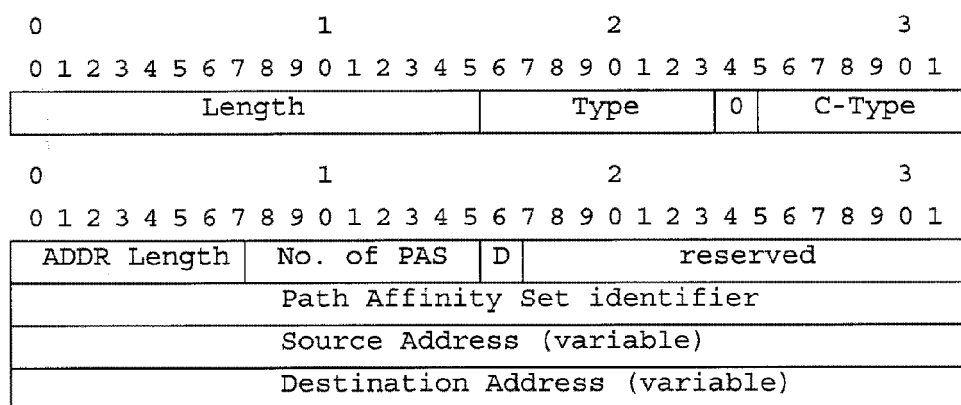 0 1 2 3
0 1 2 3 4 5 6 7 8 9 0 1 2 3 4 5 6 7 8 9 0 1 2 3 4 5 6 7 8 9 0 1
Length Type 0 C-Type
0 1 2 3
0 1 2 3 4 5 6 7 8 9 0 1 2 3 4 5 6 7 8 9 0 1 2 3 4 5 6 7 8 9 0 1
ADDR Length No. of PAS D reserved
Path Affinity Set identifier
Source Address (variable)
Destination Address (variable)